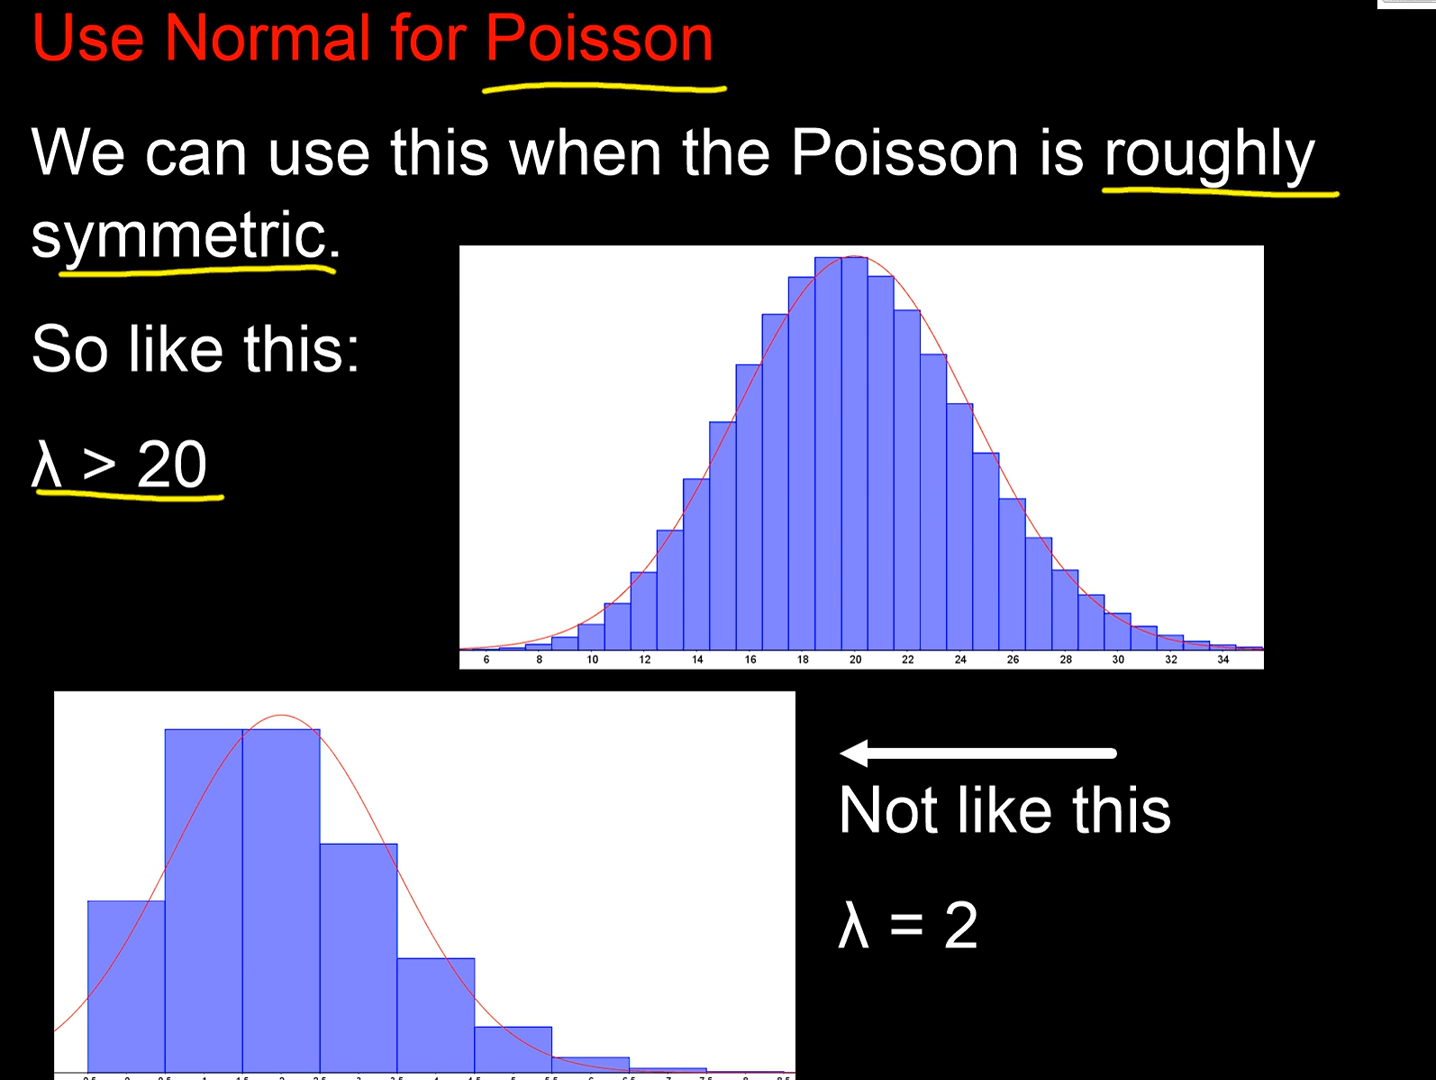 Use Normal for Poisson
We can use this when the Poisson is roughly
symmetric.
So like this:
λ > 20
6 8 10 12 14 16 18 20 22 24 26 28 30 32 34
Not like this
λ = 2